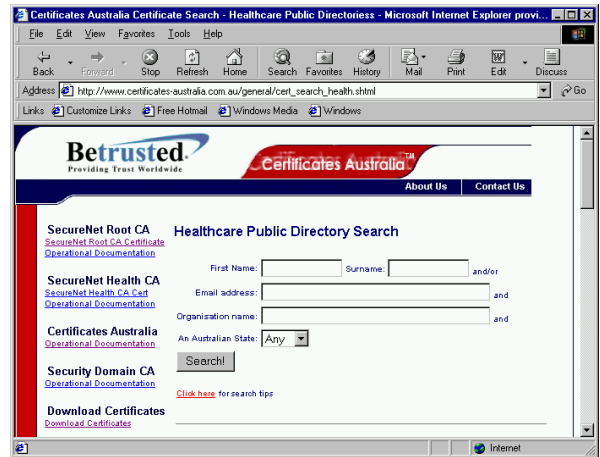 Certificates Australia Certificate Search - Healthcare Public Directoriess - Microsoft Internet Explorer provi...
File Edit View Favorites Tools Help
Back Forward Stop Refresh Home Search Favorites History Mail Print Edit Discuss
Address http://www.certificates-australia.com.au/general/cert_search_health.shtml Go
Links Customize Links Free Hotmail Windows Media Windows
Betrusted.
Providing Trust Worldwide
Certificates Australia™
About Us Contact Us
SecureNet Root CA
SecureNet Root CA Certificate
Operational Documentation
SecureNet Health CA
SecureNet Health CA Cert
Operational Documentation
Certificates Australia
Operational Documentation
Security Domain CA
Operational Documentation
Download Certificates
Download Certificates
Healthcare Public Directory Search
First Name: Surname: and/or
Email address: and
Organisation name: and
An Australian State: Any
Search!
Click here for search tips
Internet